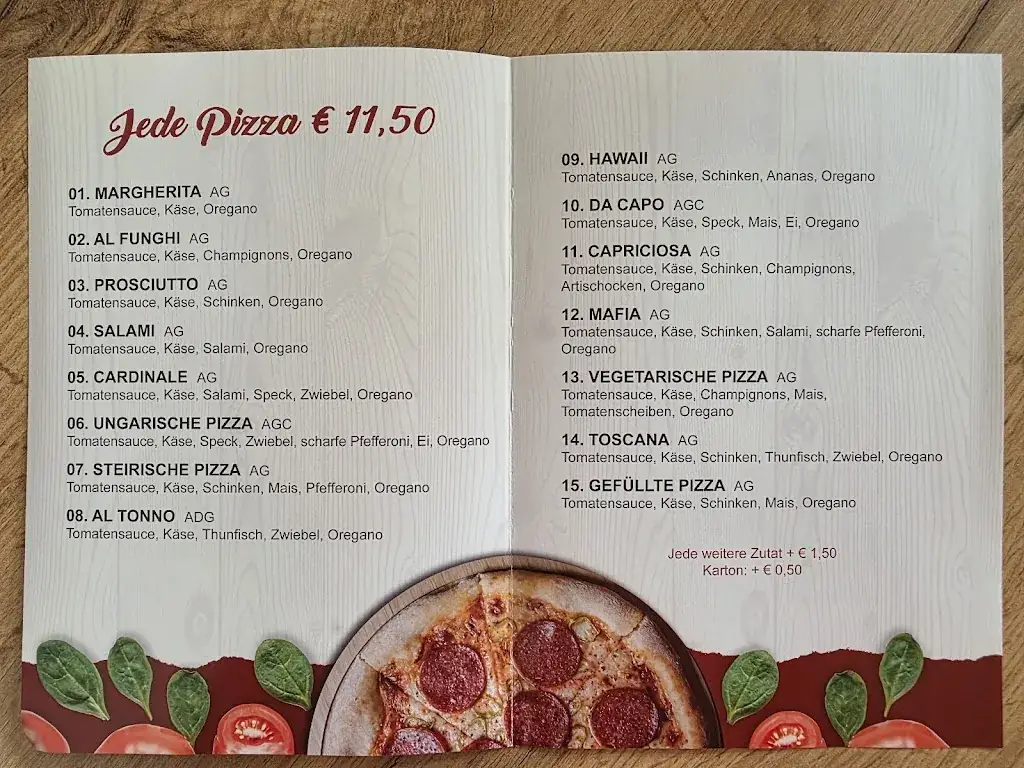 Jede Pizza € 11,50
01. MARGHERITA AG
Tomatensauce, Käse, Oregano
02. AL FUNGHI AG
Tomatensauce, Käse, Champignons, Oregano
03. PROSCIUTTO AG
Tomatensauce, Käse, Schinken, Oregano
04. SALAMI AG
Tomatensauce, Käse, Salami, Oregano
05. CARDINALE AG
Tomatensauce, Käse, Salami, Speck, Zwiebel, Oregano
06. UNGARISCHE PIZZA AGC
Tomatensauce, Käse, Speck, Zwiebel, scharfe Pfefferoni, Ei, Oregano
07. STEIRISCHE PIZZA AG
Tomatensauce, Käse, Schinken, Mais, Pfefferoni, Oregano
08. AL TONNO ADG
Tomatensauce, Käse, Thunfisch, Zwiebel, Oregano
09. HAWAII AG
Tomatensauce, Käse, Schinken, Ananas, Oregano
10. DA CAPO AGC
Tomatensauce, Käse, Speck, Mais, Ei, Oregano
11. CAPRICIOSA AG
Tomatensauce, Käse, Schinken, Champignons,
Artischocken, Oregano
12. MAFIA AG
Tomatensauce, Käse, Schinken, Salami, scharfe Pfefferoni,
Oregano
13. VEGETARISCHE PIZZA AG
Tomatensauce, Käse, Champignons, Mais,
Tomatenscheiben, Oregano
14. TOSCANA AG
Tomatensauce, Käse, Schinken, Thunfisch, Zwiebel, Oregano
15. GEFÜLLTE PIZZA AG
Tomatensauce, Käse, Schinken, Mais, Oregano
Jede weitere Zutat + € 1,50
Karton: + € 0,50